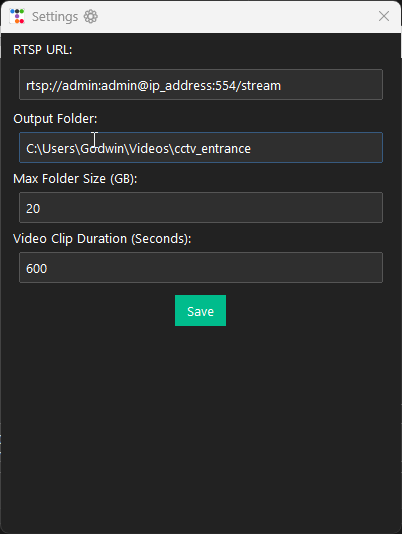 Settings
RTSP URL:
rtsp://admin:admin@ip_address:554/stream
Output Folder:
C:\Users\Godwin\Videos\cctv_entrance
Max Folder Size (GB):
20
Video Clip Duration (Seconds):
600
Save